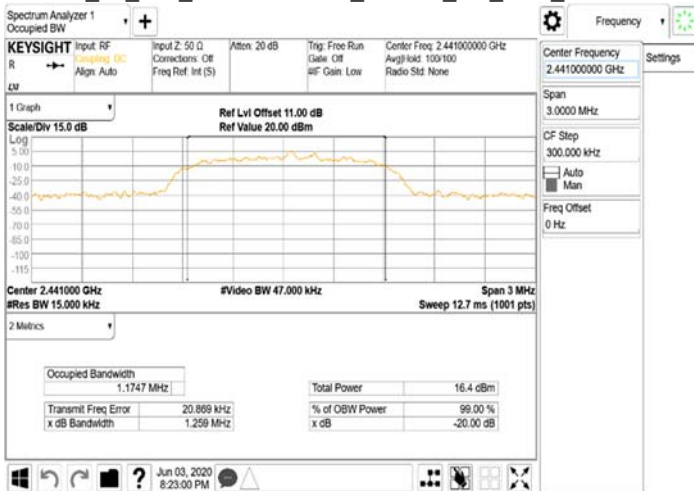 Spectrum Analyzer 1
Occupied BW
+
Frequency
KEYSIGHT
R
Input: RF
Coupling: DC
Align: Auto
Input Z: 50 Ω
Corrections: Off
Freq Ref: Int (S)
Atten: 20 dB
Trig: Free Run
Gate: Off
#IF Gain: Low
Center Freq: 2.441000000 GHz
Avg|Hold: 100/100
Radio Std: None
Center Frequency
2.441000000 GHz
Settings
Span
3.0000 MHz
CF Step
300.000 kHz
Auto
Man
Freq Offset
0 Hz
1 Graph
Scale/Div 15.0 dB
Ref Lvl Offset 11.00 dB
Ref Value 20.00 dBm
Log
5.00
-10.0
-25.0
-40.0
-55.0
-70.0
-85.0
-100
-115
Center 2.441000 GHz
#Res BW 15.000 kHz
#Video BW 47.000 kHz
Span 3 MHz
Sweep 12.7 ms (1001 pts)
2 Metrics
Occupied Bandwidth
1.1747 MHz
Total Power 16.4 dBm
Transmit Freq Error 20.869 kHz
% of OBW Power 99.00 %
x dB Bandwidth 1.259 MHz
x dB -20.00 dB
?
Jun 03, 2020
8:23:00 PM